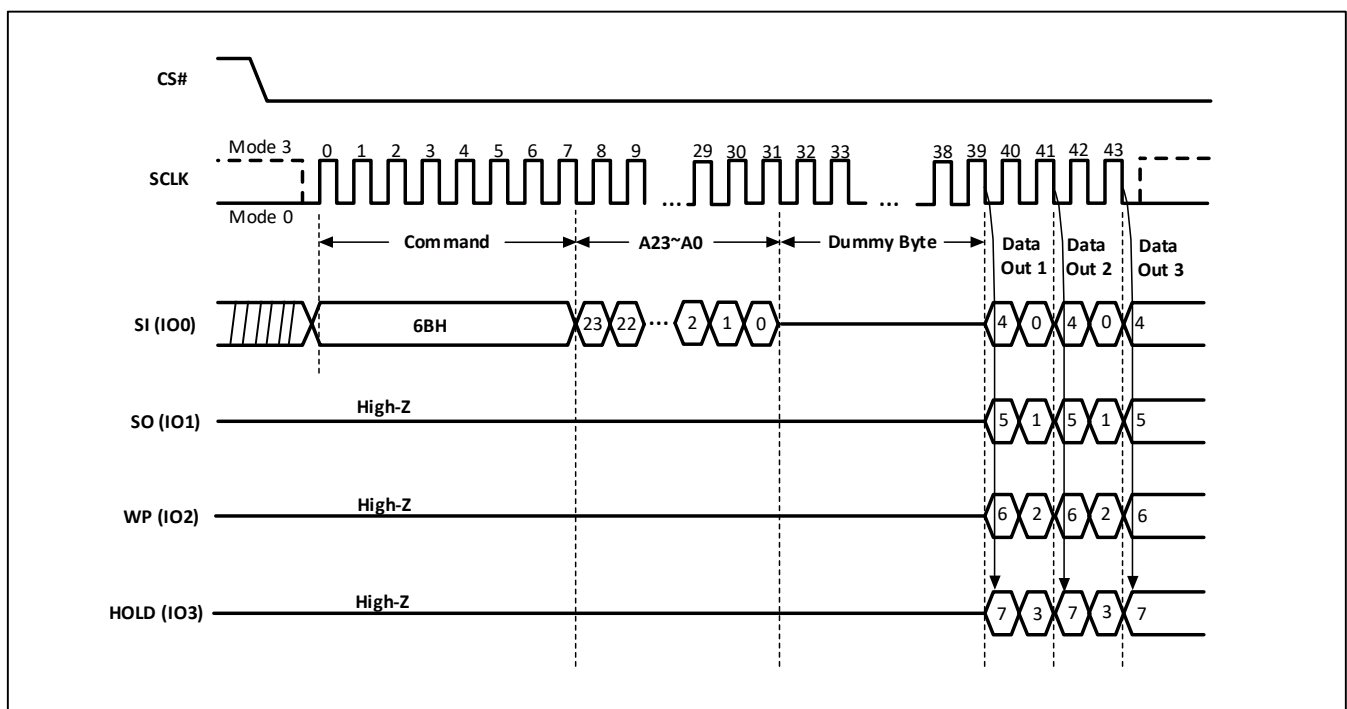 CS#
Mode 3
0 1 2 3 4 5 6 7 8 9 29 30 31 32 33 38 39 40 41 42 43
SCLK
... ...
Mode 0
Command A23~A0 Dummy Byte Data Out 1 Data Out 2 Data Out 3
SI (IO0) 6BH 23 22 ... 2 1 0 4 0 4 0 4
High-Z
SO (IO1) 5 1 5 1 5
High-Z
WP (IO2) 6 2 6 2 6
High-Z
HOLD (IO3) 7 3 7 3 7